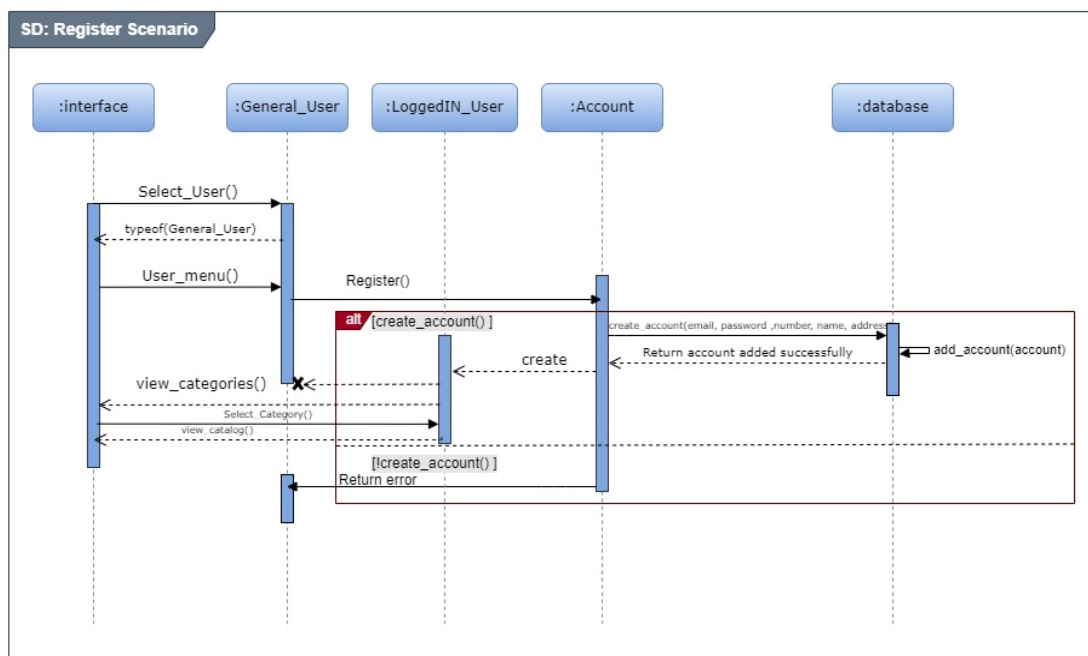 SD: Register Scenario
:interface
:General_User
:LoggedIN_User
:Account
:database
Select_User()
typeof(General_User)
User_menu()
Register()
alt
[create_account() ]
create_account(email, password ,number, name, address
add_account(account)
Return account added successfully
create
view_categories()
Select_Category()
view_catalog()
[!create_account() ]
Return error